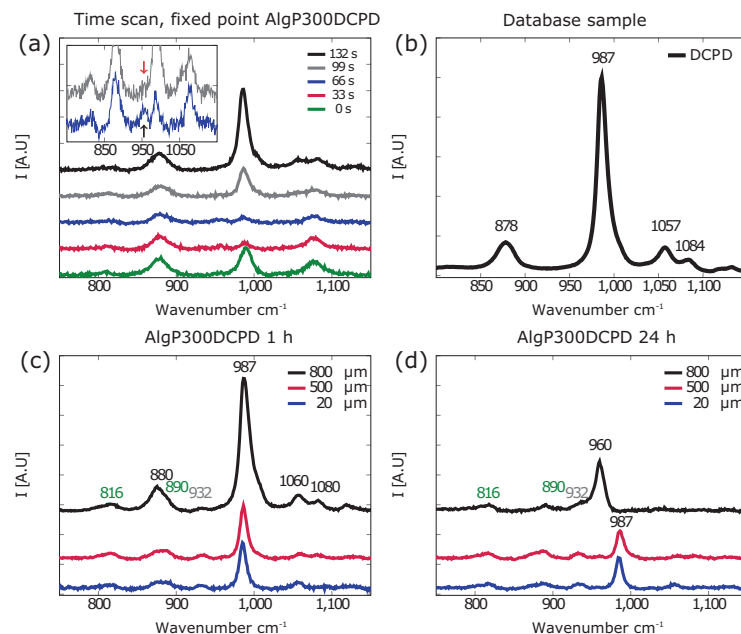 Time scan, fixed point AlgP300DCPD
(a)
132 s
99 s
66 s
33 s
0 s
850 950 1050
I [A.U]
800 900 1,000 1,100
Wavenumber cm⁻¹
Database sample
(b)
987
DCPD
878
1057
1084
I [A.U]
850 900 950 1,000 1,050 1,100
Wavenumber cm⁻¹
AlgP300DCPD 1 h
(c)
987
800 µm
500 µm
20 µm
880
816 890 932
1060 1080
I [A.U]
800 900 1,000 1,100
Wavenumber cm⁻¹
AlgP300DCPD 24 h
(d)
800 µm
500 µm
20 µm
960
816 890 932
987
I [A.U]
800 900 1,000 1,100
Wavenumber cm⁻¹